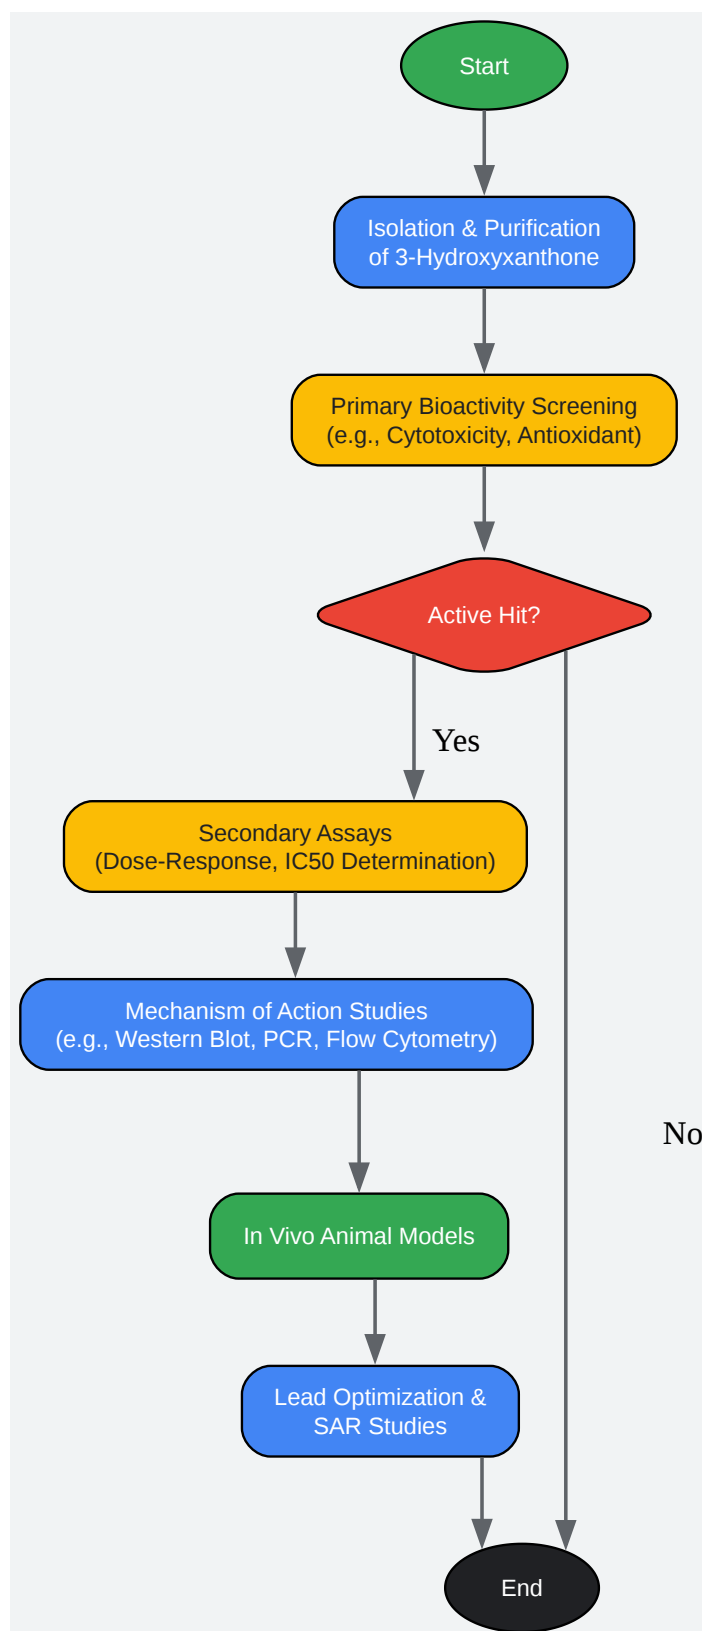 Start
Isolation & Purification
of 3-Hydroxyxanthone
Primary Bioactivity Screening
(e.g., Cytotoxicity, Antioxidant)
Active Hit?
Yes
Secondary Assays
(Dose-Response, IC50 Determination)
Mechanism of Action Studies
(e.g., Western Blot, PCR, Flow Cytometry)
No
In Vivo Animal Models
Lead Optimization &
SAR Studies
End